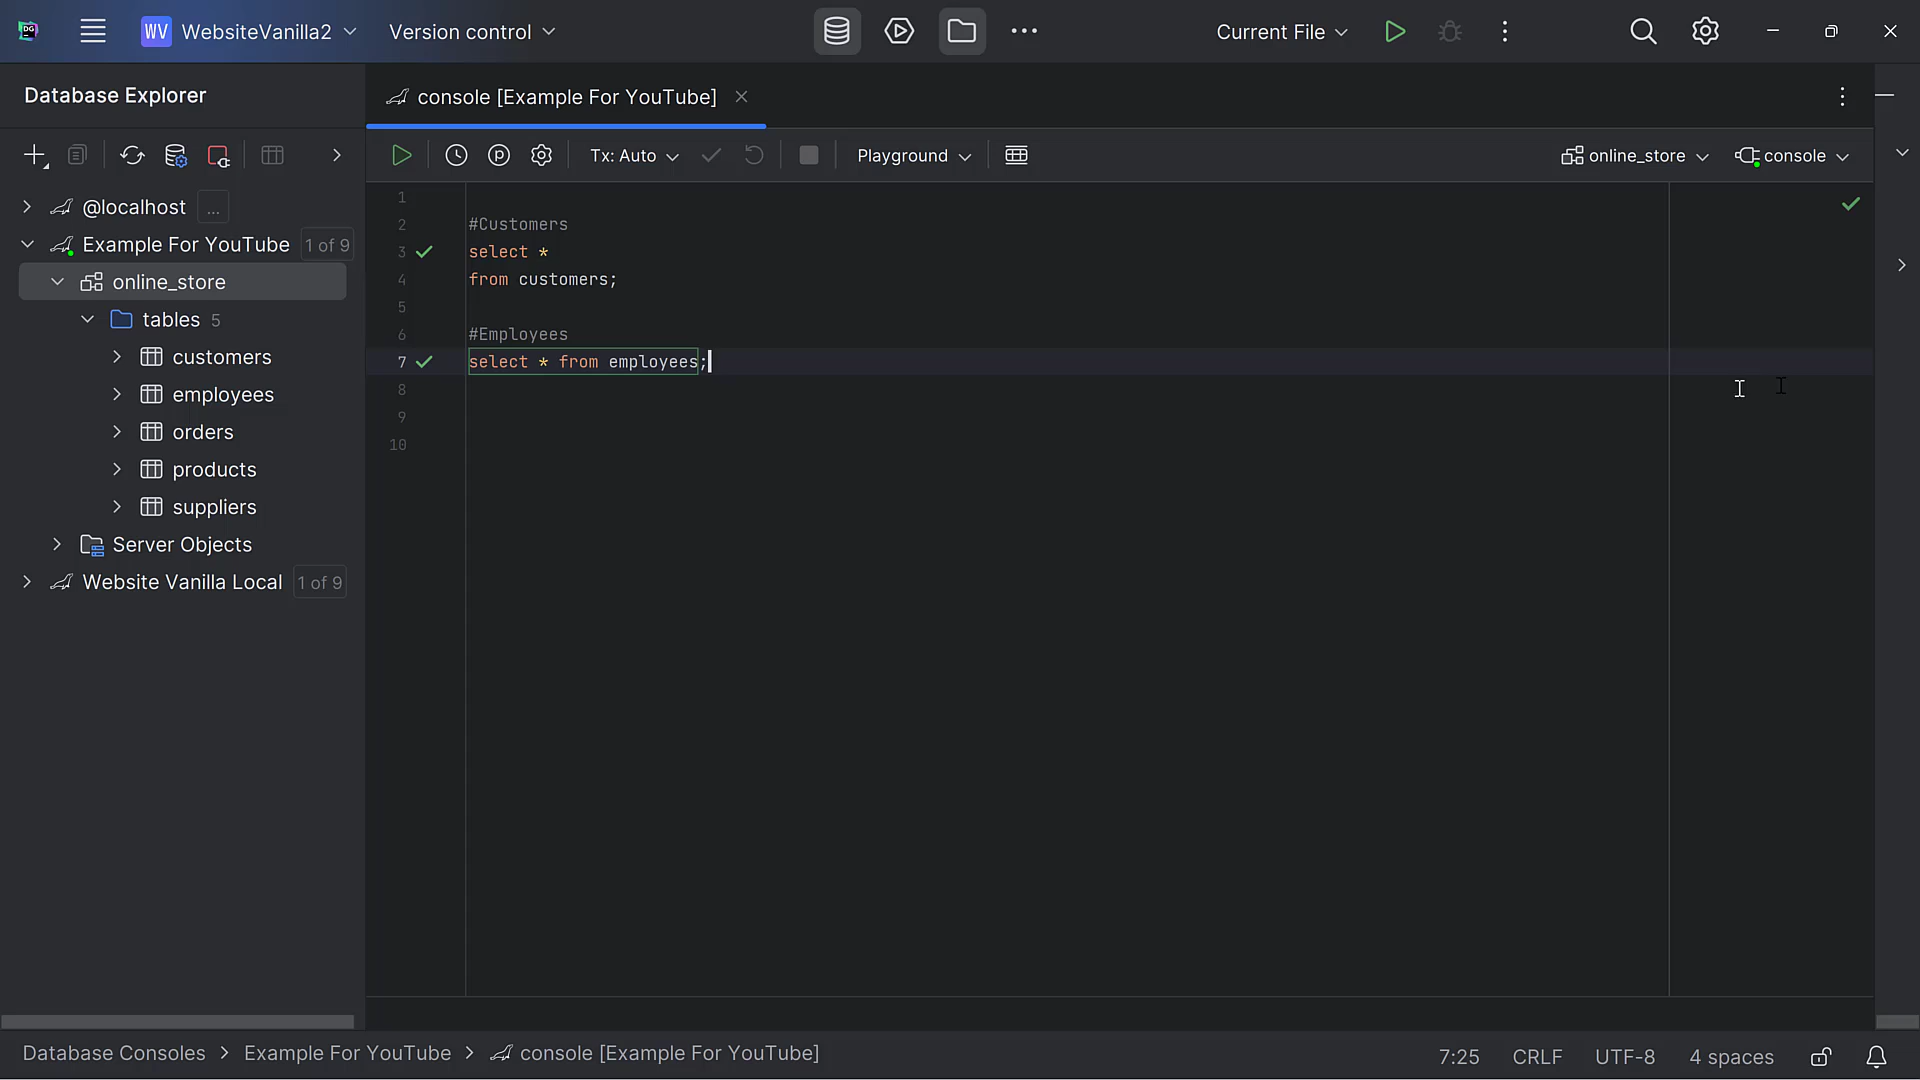 DG
WV WebsiteVanilla2 Version control Current File
Database Explorer
console [Example For YouTube]
Tx: Auto Playground online_store console
@localhost ...
Example For YouTube 1 of 9
online_store
tables 5
customers
employees
orders
products
suppliers
Server Objects
Website Vanilla Local 1 of 9
1
2 #Customers
3 select *
4 from customers;
5
6 #Employees
7 select * from employees;
8
9
10
Database Consoles > Example For YouTube > console [Example For YouTube]
7:25 CRLF UTF-8 4 spaces